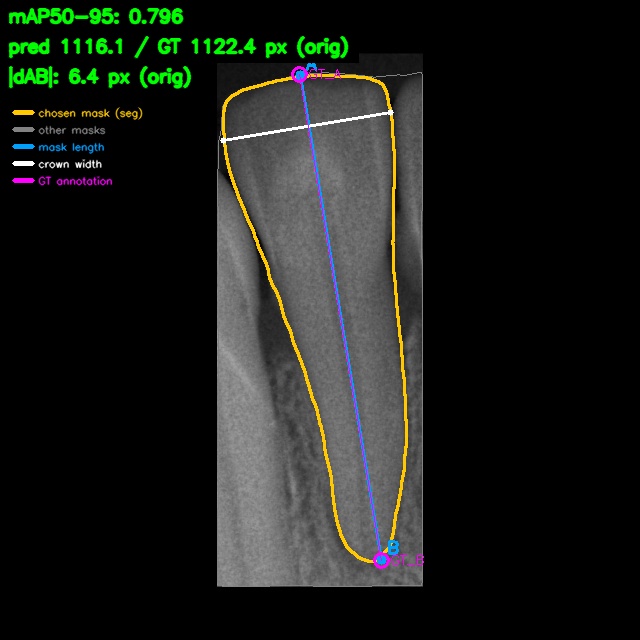 mAP50-95: 0.796
pred 1116.1 / GT 1122.4 px (orig)
|dAB|: 6.4 px (orig)
chosen mask (seg)
other masks
mask length
crown width
GT annotation
GT_A
B